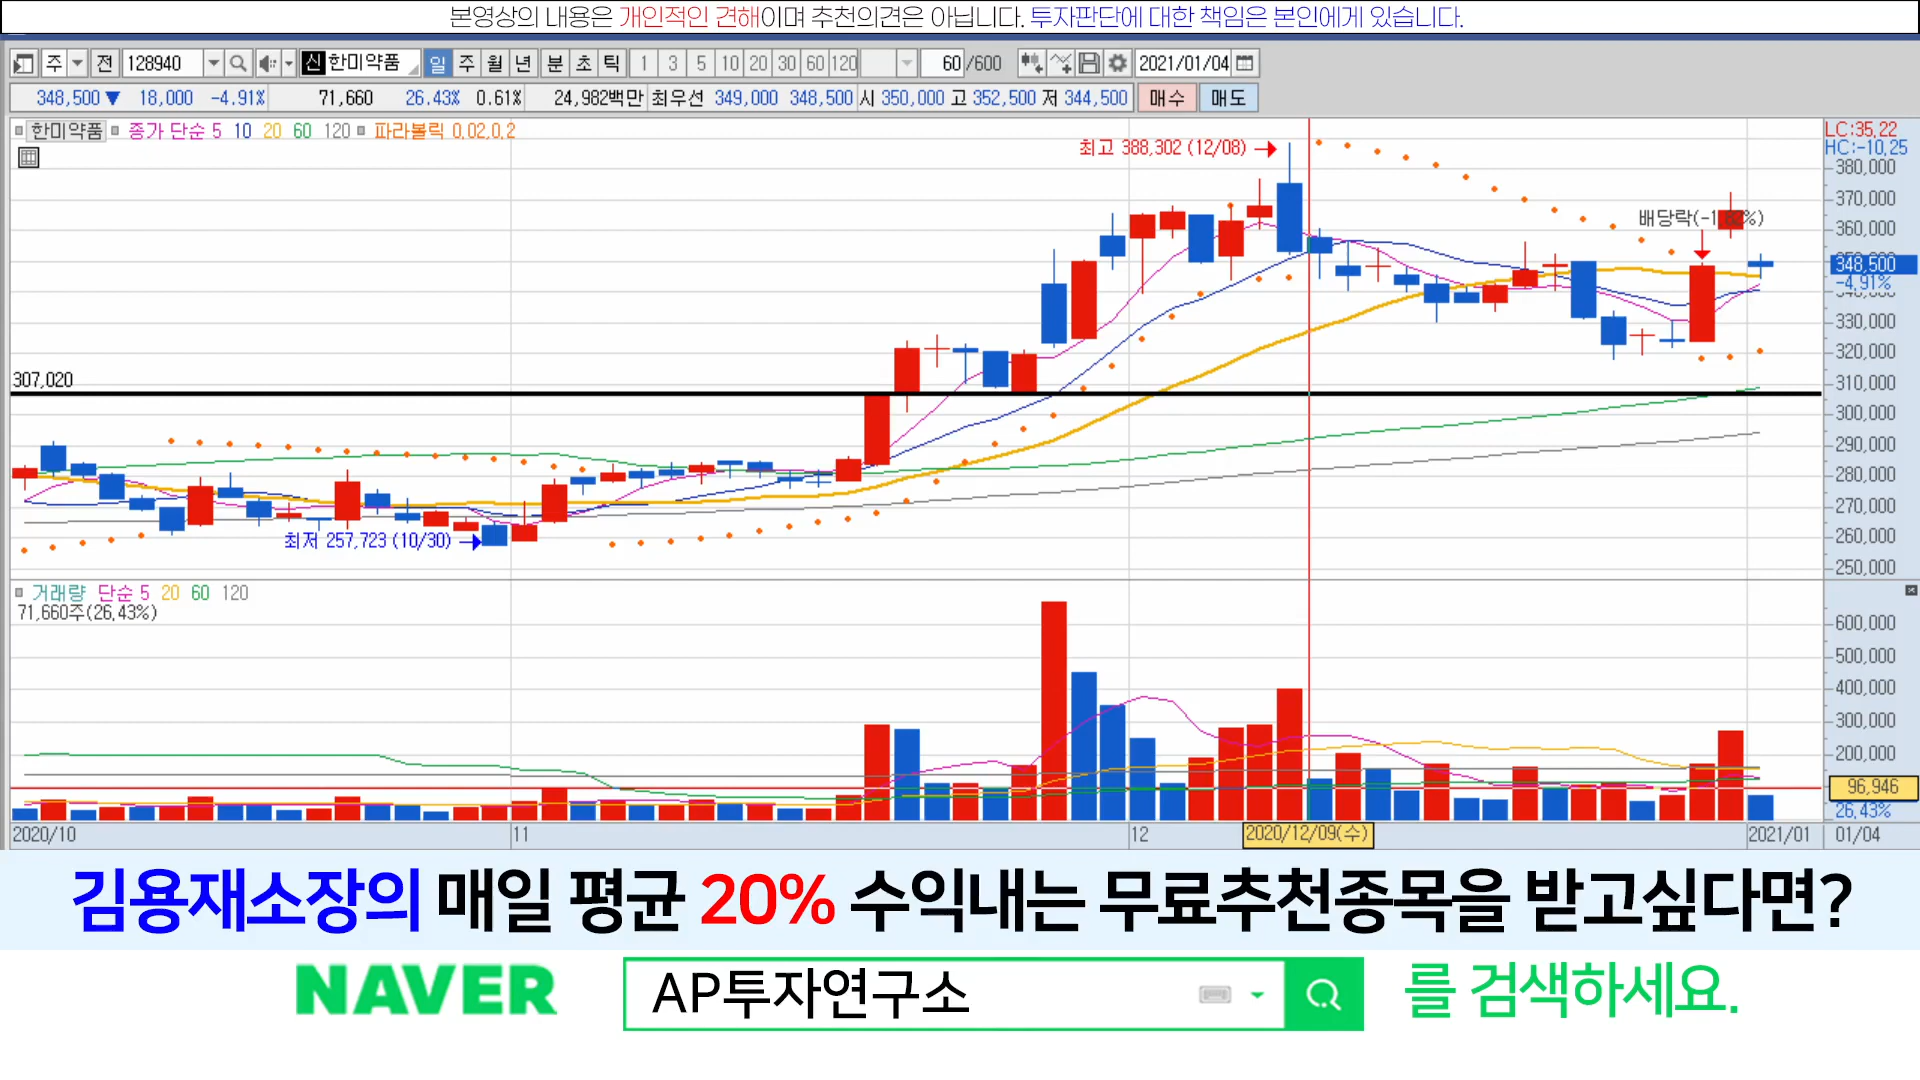 본영상의 내용은 개인적인 견해이며 추천의견은 아닙니다. 투자판단에 대한 책임은 본인에게 있습니다.
주 전 128940 신 한미약품 일 주 월 년 분 초 틱 1 3 5 10 20 30 60 120 60 /600 2021/01/04
348,500 ▼ 18,000 -4.91% 71,660 26.43% 0.61% 24,982백만 최우선 349,000 348,500 시 350,000 고 352,500 저 344,500 매수 매도
한미약품 종가 단순 5 10 20 60 120 파라볼릭 0.02,0.2
LC:35.22
HC:-10.25
최고 388,302 (12/08)
380,000
370,000
배당락(-1.82%)
360,000
348,500
-4.91%
340,000
330,000
320,000
307,020
310,000
300,000
290,000
280,000
270,000
260,000
최저 257,723 (10/30)
250,000
거래량 단순 5 20 60 120
71,660주(26.43%)
600,000
500,000
400,000
300,000
200,000
96,946
26.43%
2020/10 11 12 2020/12/09(수) 2021/01 01/04
김용재소장의 매일 평균 20% 수익내는 무료추천종목을 받고싶다면?
NAVER AP투자연구소 를 검색하세요.